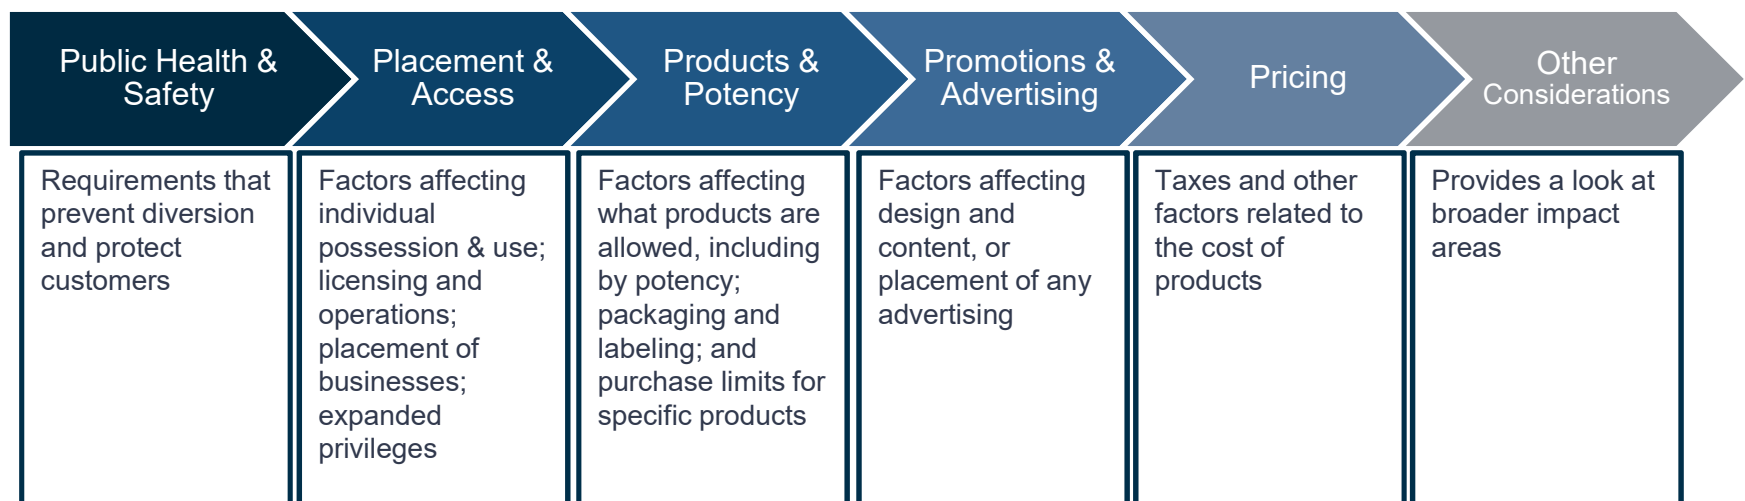 Public Health &
Safety
Placement &
Access
Products &
Potency
Promotions &
Advertising
Pricing
Other
Considerations
Requirements that
prevent diversion
and protect
customers
Factors affecting
individual
possession & use;
licensing and
operations;
placement of
businesses;
expanded
privileges
Factors affecting
what products are
allowed, including
by potency;
packaging and
labeling; and
purchase limits for
specific products
Factors affecting
design and
content, or
placement of any
advertising
Taxes and other
factors related to
the cost of
products
Provides a look at
broader impact
areas